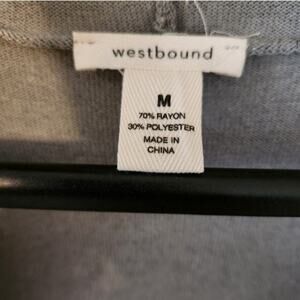 westbound
M
70% RAYON
30% POLYESTER
MADE IN
CHINA